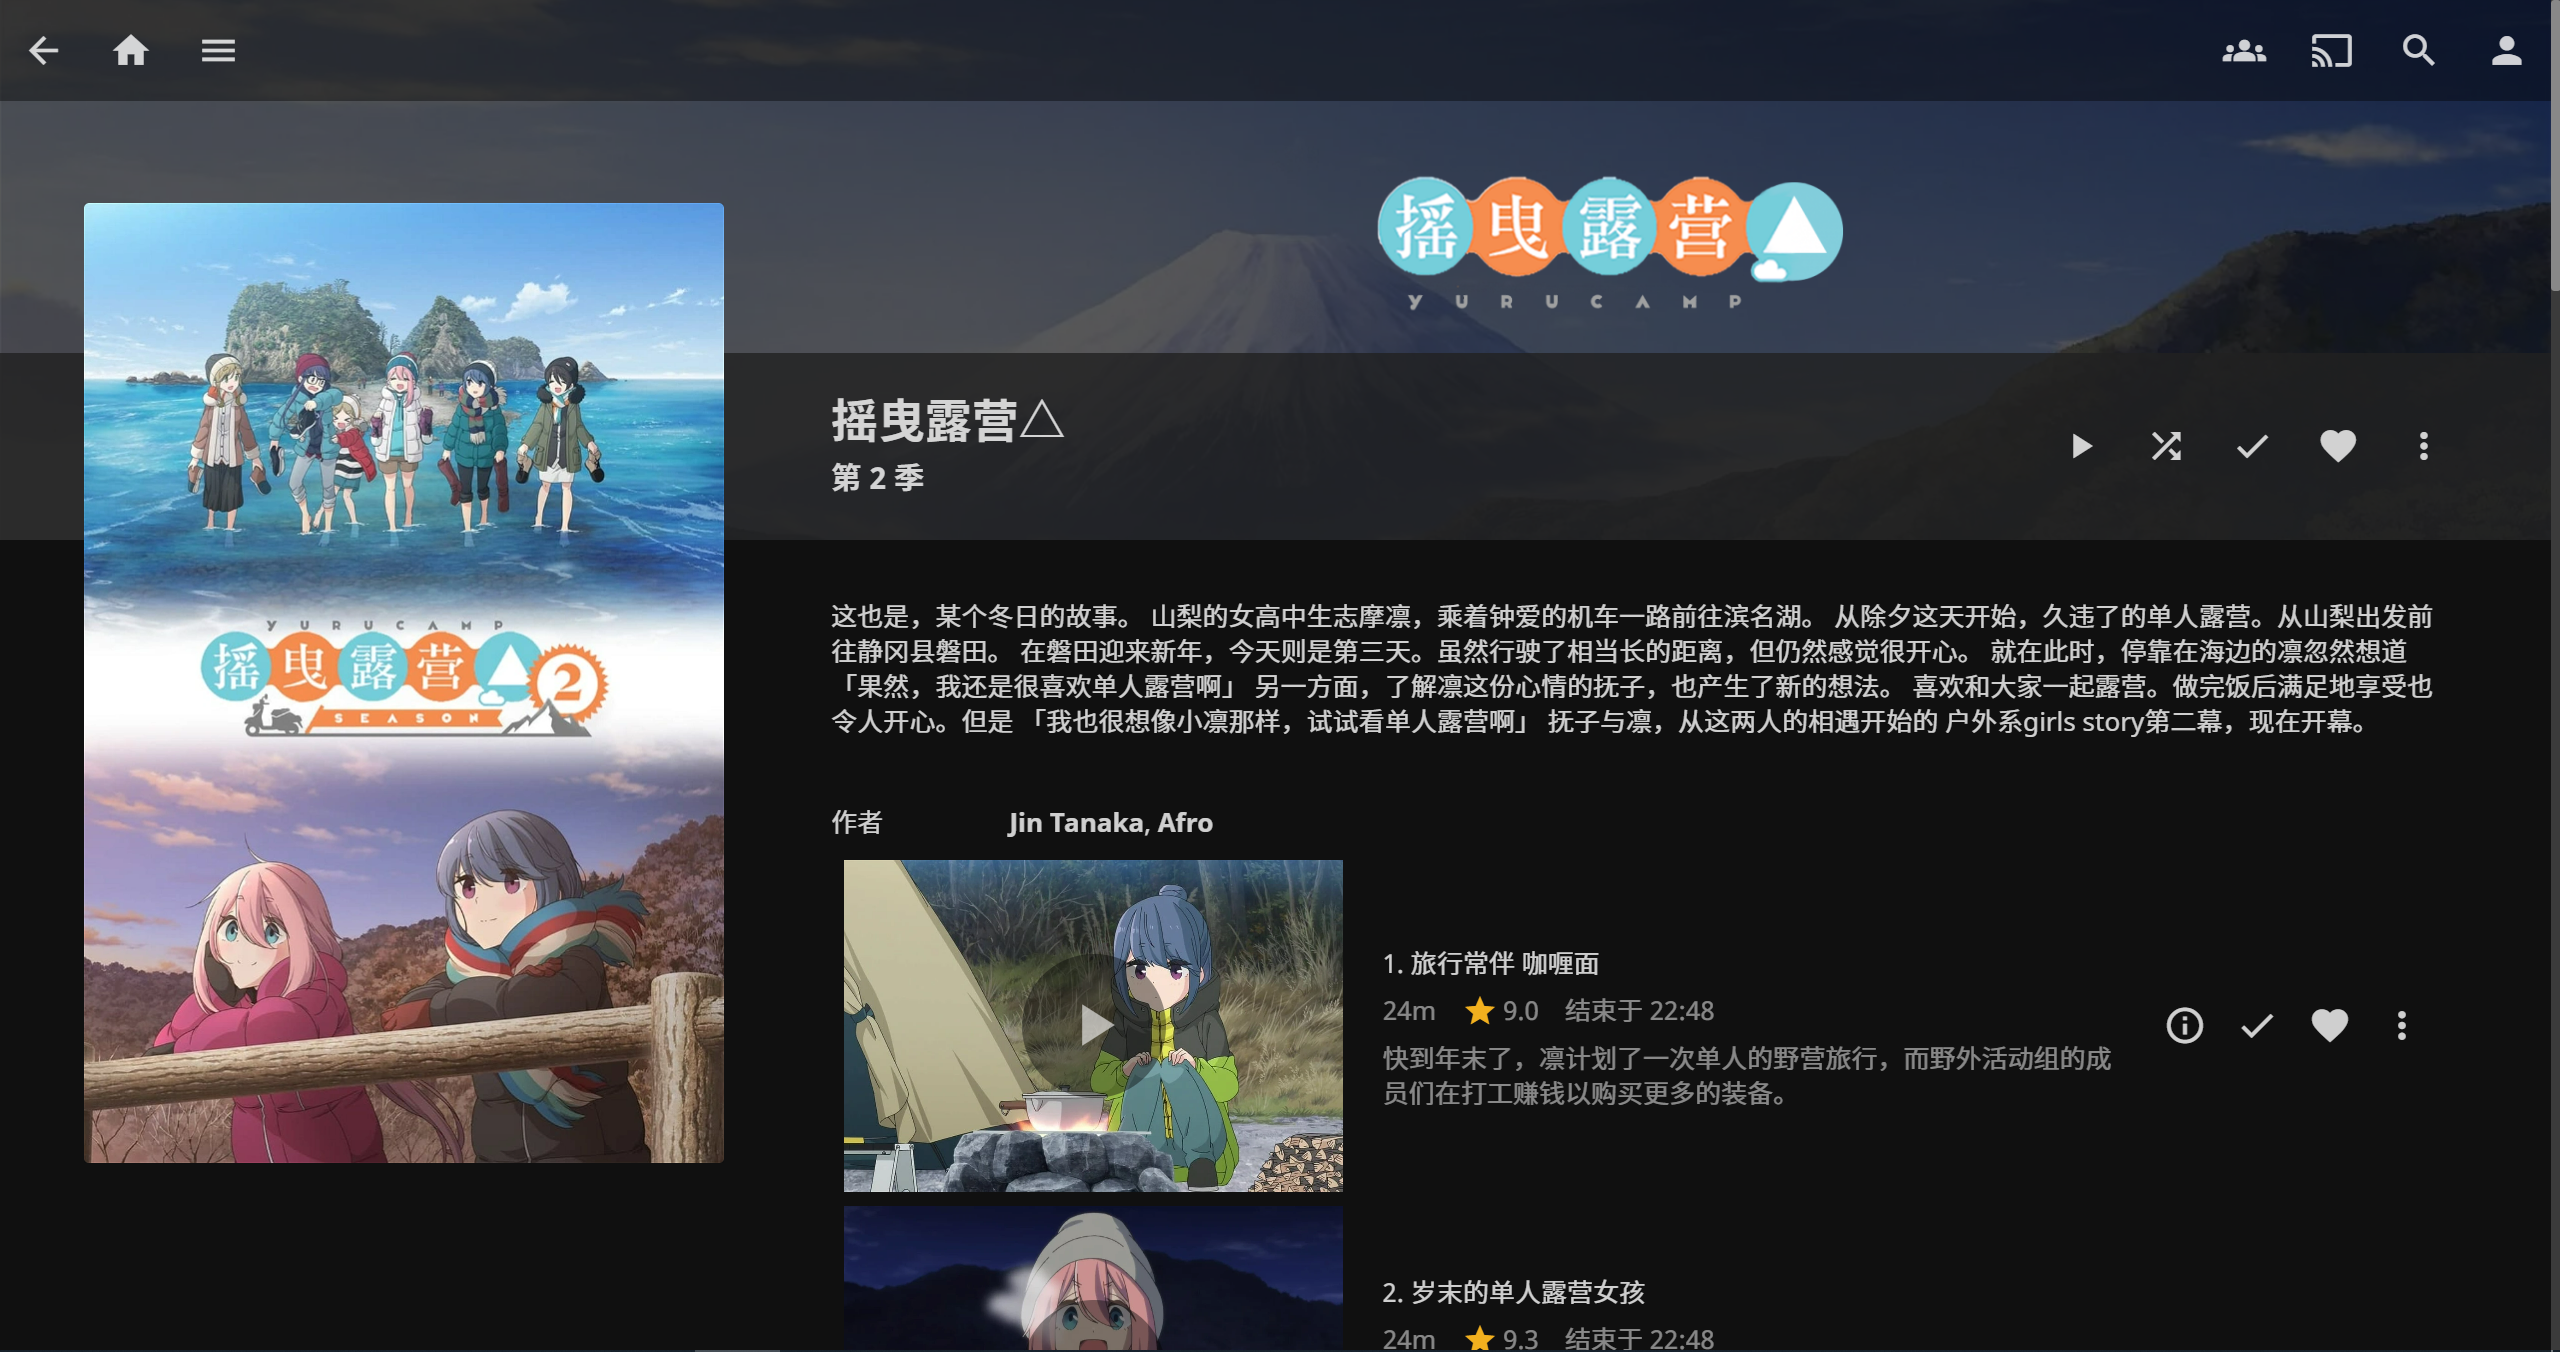 摇曳露营△
YURUCAMP
YURUCAMP
摇曳露营△2
SEASON
摇曳露营△
第 2 季
这也是，某个冬日的故事。 山梨的女高中生志摩凛，乘着钟爱的机车一路前往滨名湖。 从除夕这天开始，久违了的单人露营。从山梨出发前
往静冈县磐田。 在磐田迎来新年，今天则是第三天。虽然行驶了相当长的距离，但仍然感觉很开心。 就在此时，停靠在海边的凛忽然想道
「果然，我还是很喜欢单人露营啊」 另一方面，了解凛这份心情的抚子，也产生了新的想法。 喜欢和大家一起露营。做完饭后满足地享受也
令人开心。但是 「我也很想像小凛那样，试试看单人露营啊」 抚子与凛，从这两人的相遇开始的 户外系girls story第二幕，现在开幕。
作者 Jin Tanaka, Afro
1. 旅行常伴 咖喱面
24m 9.0 结束于 22:48
快到年末了，凛计划了一次单人的野营旅行，而野外活动组的成
员们在打工赚钱以购买更多的装备。
2. 岁末的单人露营女孩
24m 9.3 结束于 22:48